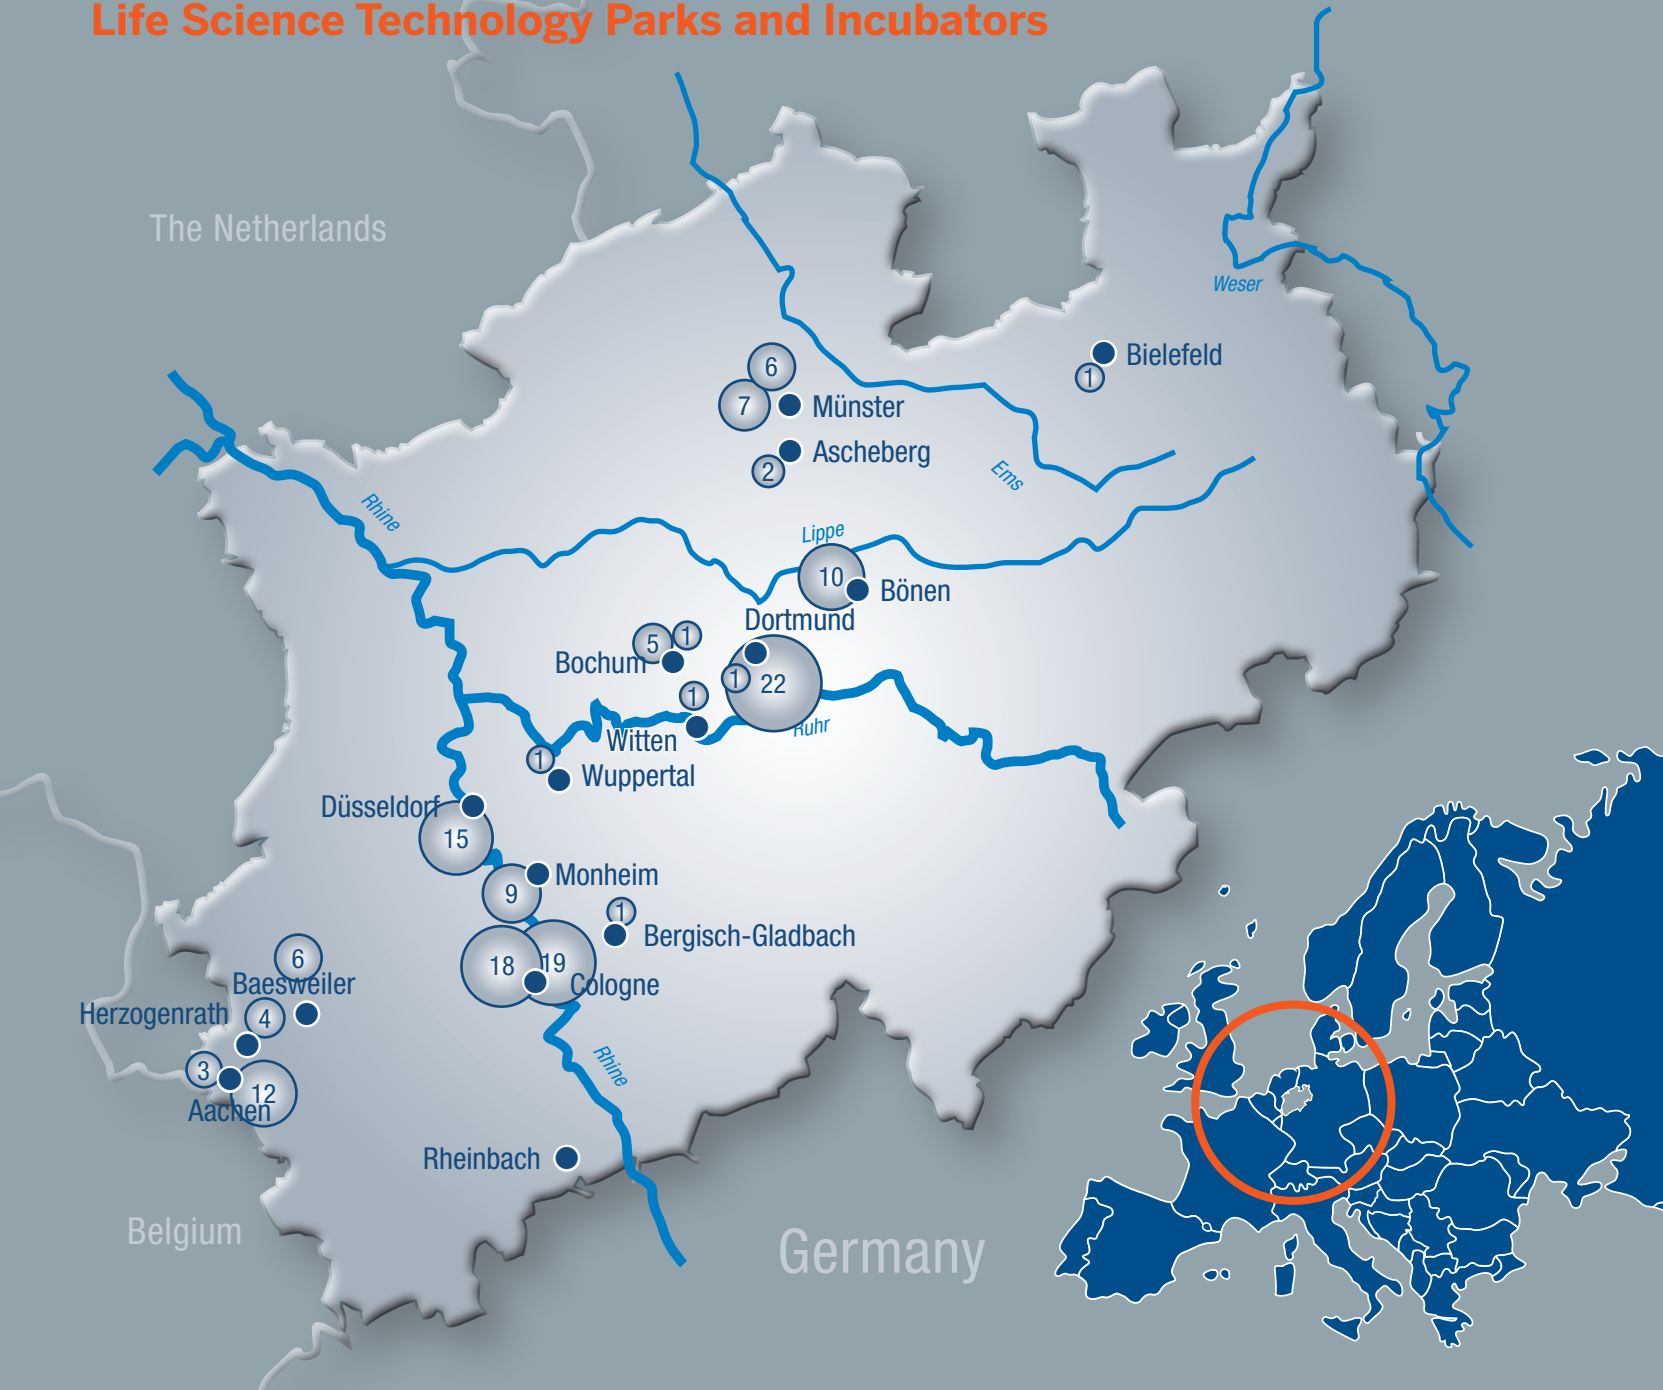 Life Science Technology Parks and Incubators
The Netherlands
Weser
Bielefeld
1
6
7
Münster
Ascheberg
2
Ems
Rhine
Lippe
10
Bönen
Dortmund
5
1
Bochum
1
22
1
Ruhr
Witten
1
Wuppertal
Düsseldorf
15
Monheim
9
1
Bergisch-Gladbach
18
19
Cologne
6
Baesweiler
Herzogenrath
4
3
12
Aachen
Rhine
Rheinbach
Belgium
Germany